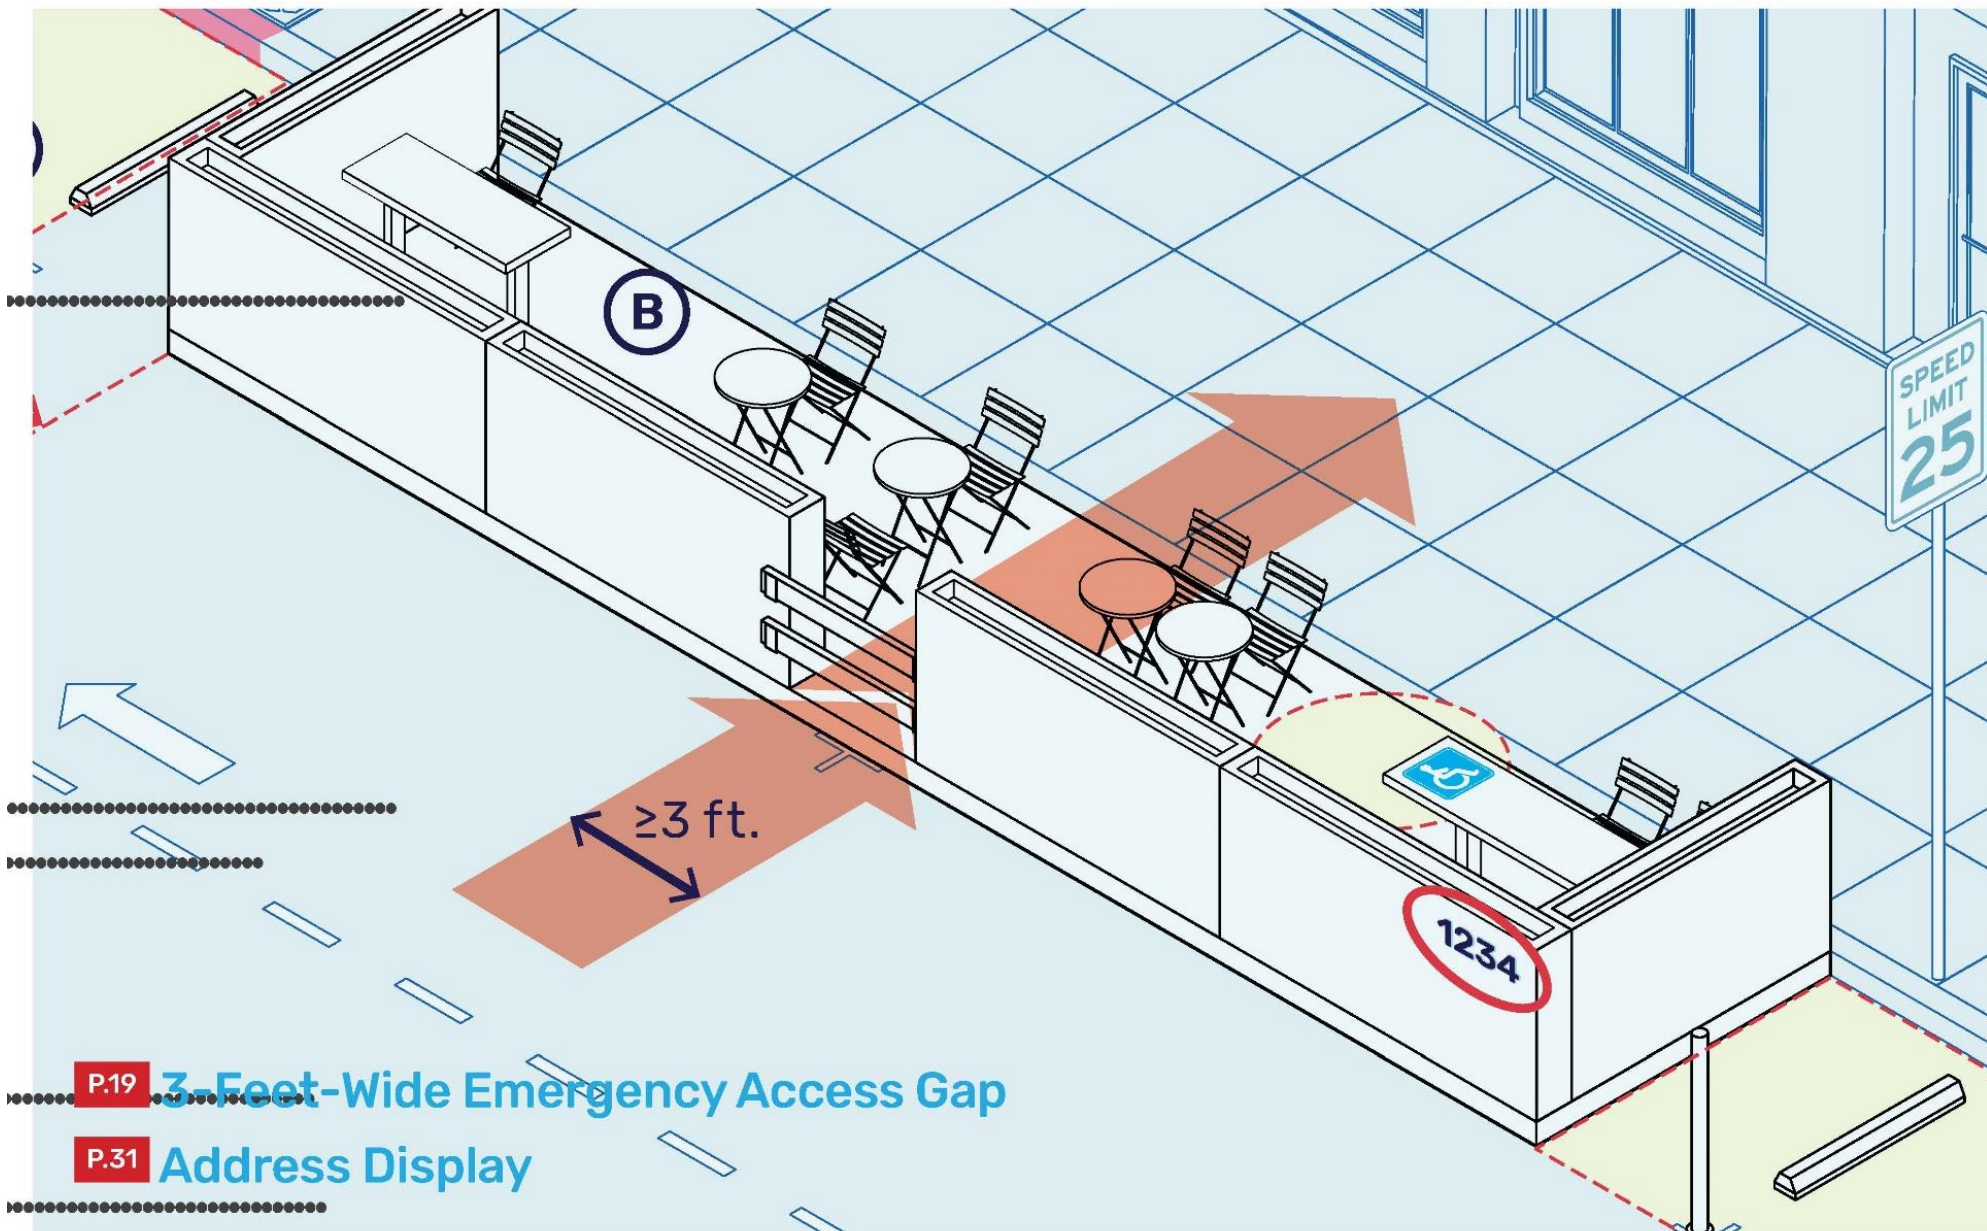 B
SPEED
LIMIT
25
≥3 ft.
1234
P.19 3-Feet-Wide Emergency Access Gap
P.31 Address Display